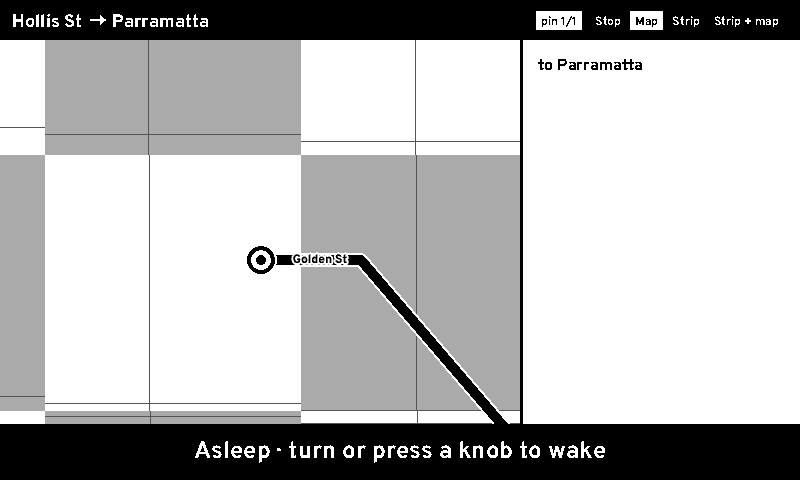 Hollis St → Parramatta
pin 1/1 Stop Map Strip Strip + map
to Parramatta
Golden St
Asleep · turn or press a knob to wake